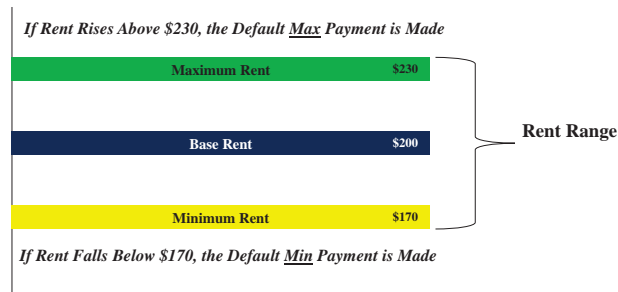 If Rent Rises Above $230, the Default Max Payment is Made
Maximum Rent $230
Rent Range
Base Rent $200
Minimum Rent $170
If Rent Falls Below $170, the Default Min Payment is Made